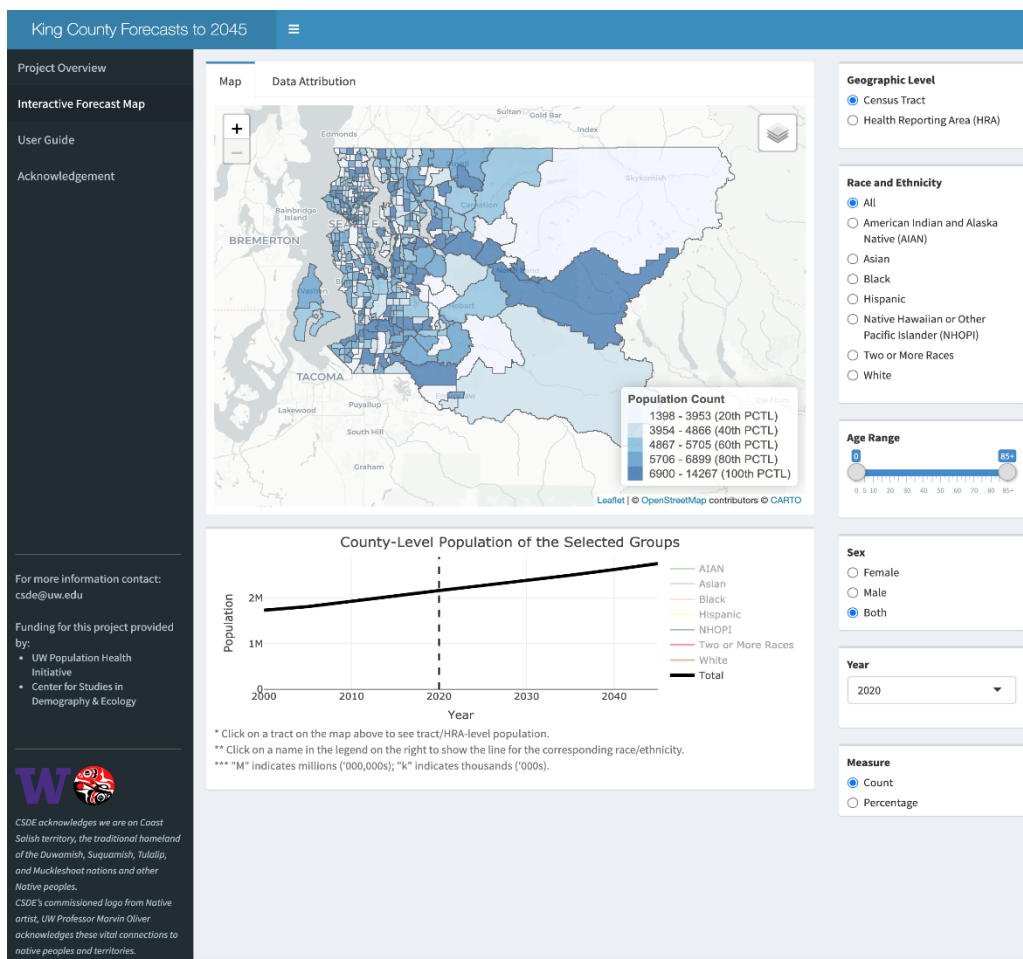 King County Forecasts to 2045
Project Overview
Interactive Forecast Map
User Guide
Acknowledgement
For more information contact:
csde@uw.edu
Funding for this project provided
by:
UW Population Health
Initiative
Center for Studies in
Demography & Ecology
W
CSDE acknowledges we are on Coast
Salish territory, the traditional homeland
of the Duwamish, Suquamish, Tulalip,
and Muckleshoot nations and other
Native peoples.
CSDE's commissioned logo from Native
artist, UW Professor Marvin Oliver
acknowledges these vital connections to
native peoples and territories.
Map
Data Attribution
+
−
Sultan
Gold Bar
Index
Edmonds
Skykomish
Carnation
Bainbridge
Island
SEATTLE
BREMERTON
North Bend
Vashon
Hobart
TACOMA
Lakewood
Puyallup
South Hill
Graham
Population Count
1398 - 3953 (20th PCTL)
3954 - 4866 (40th PCTL)
4867 - 5705 (60th PCTL)
5706 - 6899 (80th PCTL)
6900 - 14267 (100th PCTL)
Leaflet | © OpenStreetMap contributors © CARTO
County-Level Population of the Selected Groups
Population
2M
1M
0
2000
2010
2020
2030
2040
Year
AIAN
Asian
Black
Hispanic
NHOPI
Two or More Races
White
Total
* Click on a tract on the map above to see tract/HRA-level population.
** Click on a name in the legend on the right to show the line for the corresponding race/ethnicity.
*** "M" indicates millions ('000,000s); "k" indicates thousands ('000s).
Geographic Level
Census Tract
Health Reporting Area (HRA)
Race and Ethnicity
All
American Indian and Alaska
Native (AIAN)
Asian
Black
Hispanic
Native Hawaiian or Other
Pacific Islander (NHOPI)
Two or More Races
White
Age Range
0
85+
0 5 10 20 30 40 50 60 70 80 85+
Sex
Female
Male
Both
Year
2020
Measure
Count
Percentage